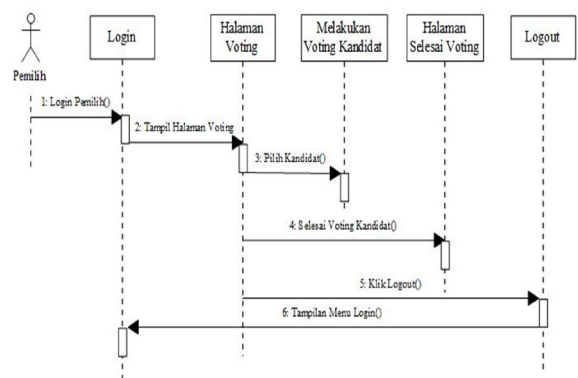 Login
Halaman
Voting
Melakukan
Voting Kandidat
Halaman
Selesai Voting
Logout
Pemilih
1: Login Pemilih()
2: Tampil Halaman Voting
3: Pilih Kandidat()
4: Selesai Voting Kandidat()
5: Klik Logout()
6: Tampilan Menu Login()